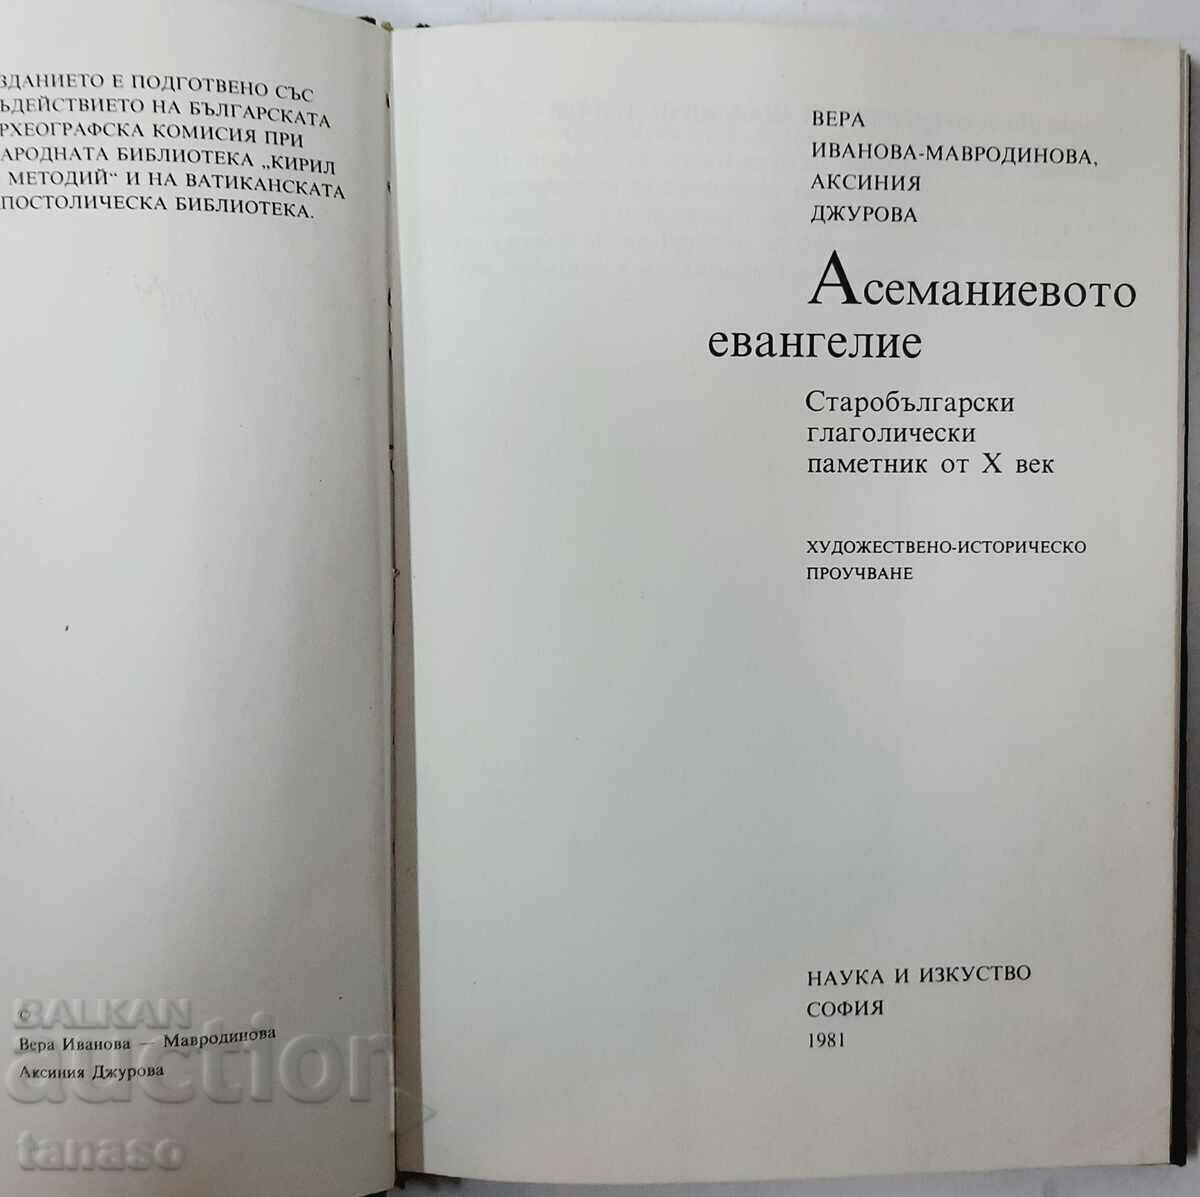 ЗДАНИЕТО Е ПОДГОТВЕНО СЪС
ЪДЕЙСТВИЕТО НА БЪЛГАРСКАТА
РХЕОГРАФСКА КОМИСИЯ ПРИ
АРОДНАТА БИБЛИОТЕКА „КИРИЛ
МЕТОДИЙ“ И НА ВАТИКАНСКАТА
ПОСТОЛИЧЕСКА БИБЛИОТЕКА.
©
Вера Иванова — Мавродинова
Аксиния Джурова
ВЕРА
ИВАНОВА-МАВРОДИНОВА,
АКСИНИЯ
ДЖУРОВА
Асеманиевото
евангелие
Старобългарски
глаголически
паметник от X век
ХУДОЖЕСТВЕНО-ИСТОРИЧЕСКО
ПРОУЧВАНЕ
НАУКА И ИЗКУСТВО
СОФИЯ
1981
BALKAN
auction
tanaso